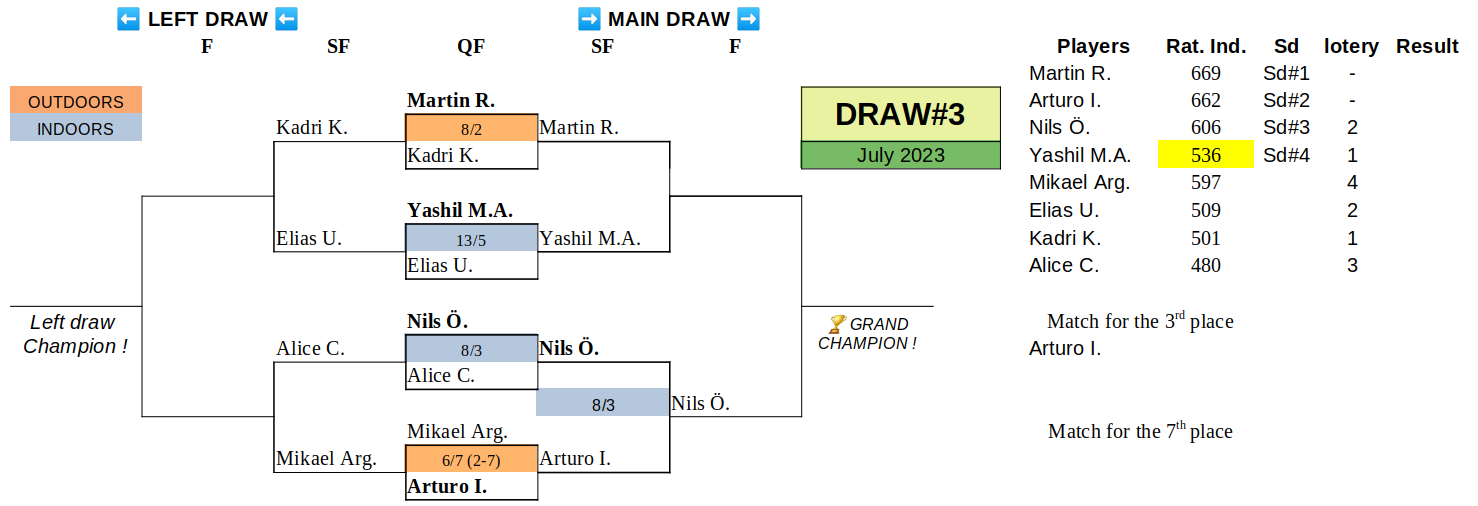 ⬅️ LEFT DRAW ⬅️ ➡️ MAIN DRAW ➡️
F SF QF SF F
OUTDOORS
INDOORS
Martin R.
Kadri K. 8/2 Martin R.
Kadri K.
Yashil M.A.
Elias U. 13/5 Yashil M.A.
Elias U.
Left draw
Champion !
Nils Ö.
Alice C. 8/3 Nils Ö.
Alice C.
8/3 Nils Ö.
Mikael Arg.
Mikael Arg. 6/7 (2-7) Arturo I.
Arturo I.
🏆GRAND
CHAMPION !
DRAW#3
July 2023
Players Rat. Ind. Sd lotery Result
Martin R. 669 Sd#1 -
Arturo I. 662 Sd#2 -
Nils Ö. 606 Sd#3 2
Yashil M.A. 536 Sd#4 1
Mikael Arg. 597 4
Elias U. 509 2
Kadri K. 501 1
Alice C. 480 3
Match for the 3rd place
Arturo I.
Match for the 7th place